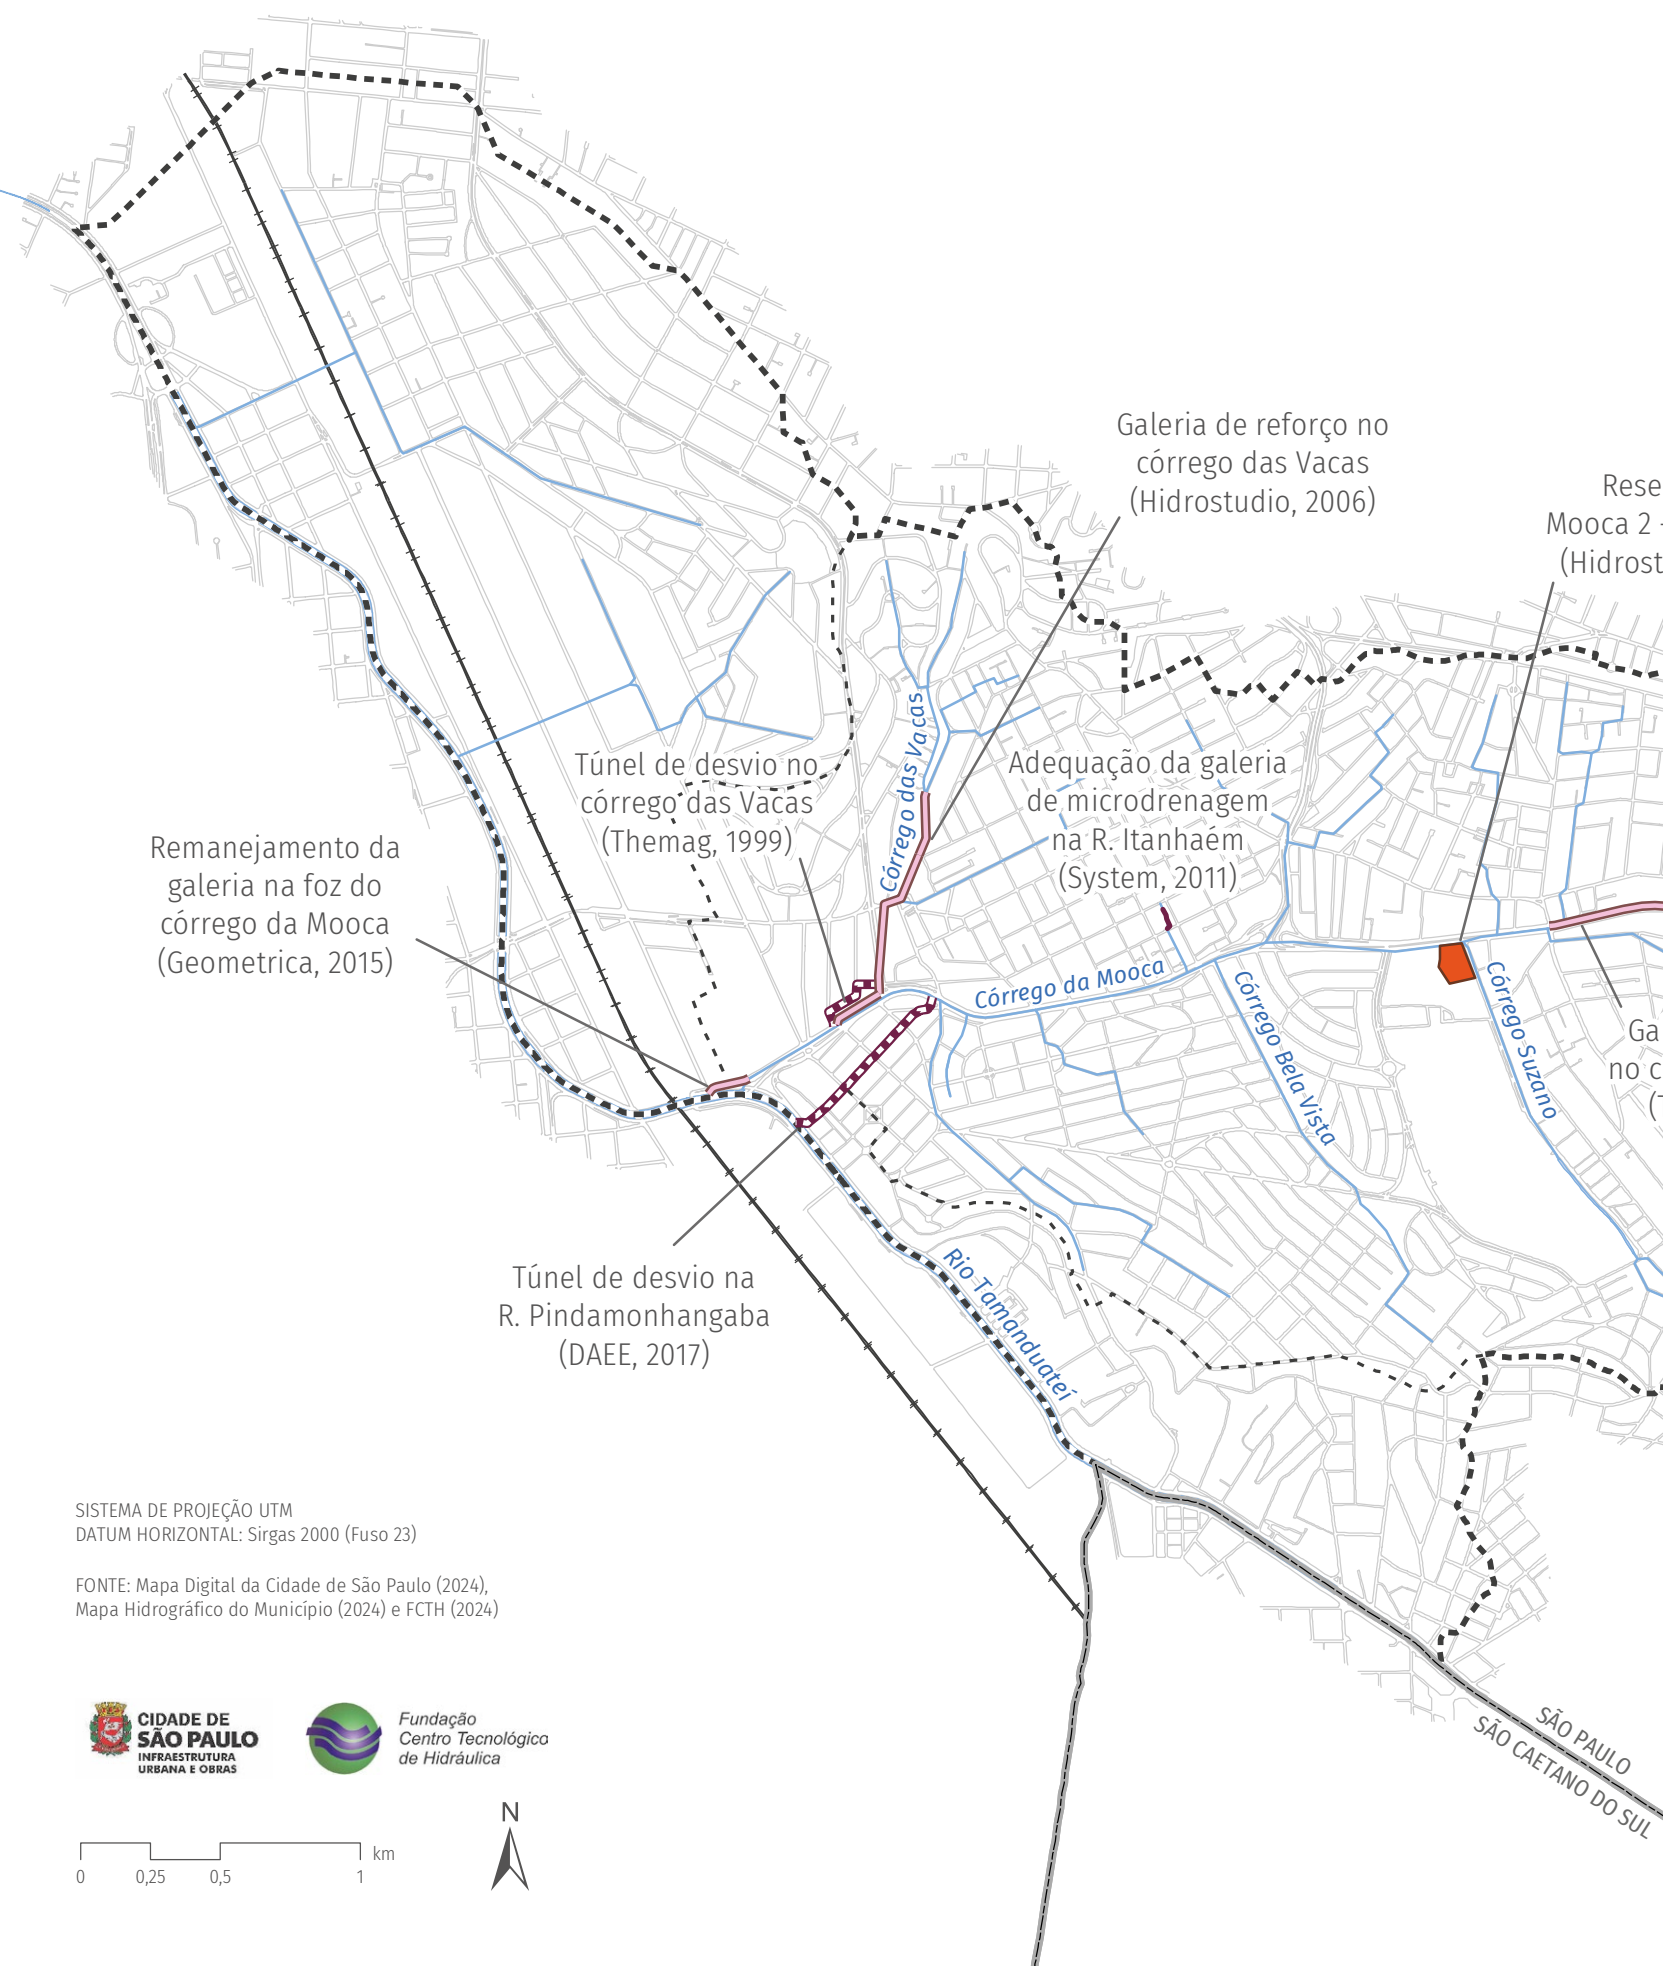 Galeria de reforço no
córrego das Vacas
(Hidrostudio, 2006)
Rese
Mooca 2 -
(Hidrost
Córrego das Vacas
Túnel de desvio no
córrego das Vacas
(Themag, 1999)
Adequação da galeria
de microdrenagem
na R. Itanhaém
(System, 2011)
Remanejamento da
galeria na foz do
córrego da Mooca
(Geometrica, 2015)
Córrego da Mooca
Córrego Bela Vista
Córrego Suzano
Ga
no c
(T
Túnel de desvio na
R. Pindamonhangaba
(DAEE, 2017)
Rio Tamanduateí
SISTEMA DE PROJEÇÃO UTM
DATUM HORIZONTAL: Sirgas 2000 (Fuso 23)
FONTE: Mapa Digital da Cidade de São Paulo (2024),
Mapa Hidrográfico do Município (2024) e FCTH (2024)
SÃO PAULO
SÃO CAETANO DO SUL
CIDADE DE
SÃO PAULO
INFRAESTRUTURA
URBANA E OBRAS
Fundação
Centro Tecnológico
de Hidráulica
N
km
0 0,25 0,5 1